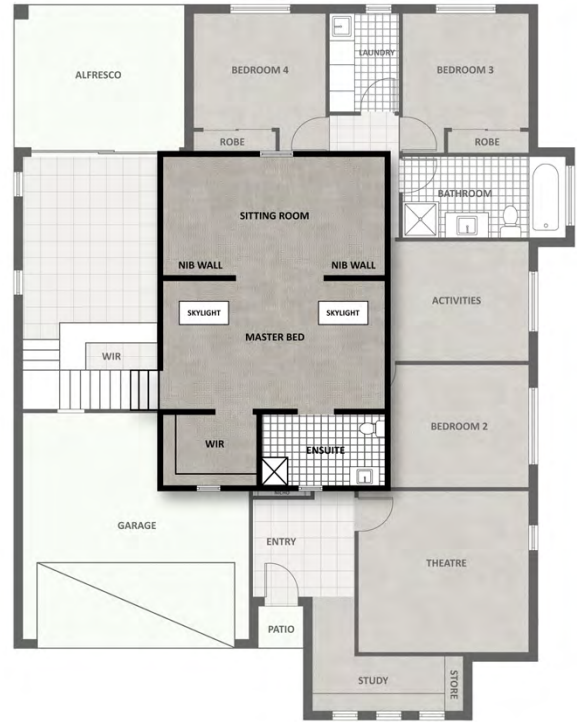 ALFRESCO
BEDROOM 4
LAUNDRY
BEDROOM 3
ROBE
ROBE
BATHROOM
SITTING ROOM
NIB WALL
NIB WALL
SKYLIGHT
SKYLIGHT
ACTIVITIES
MASTER BED
WIR
BEDROOM 2
WIR
ENSUITE
GARAGE
ENTRY
THEATRE
PATIO
STUDY
STORE